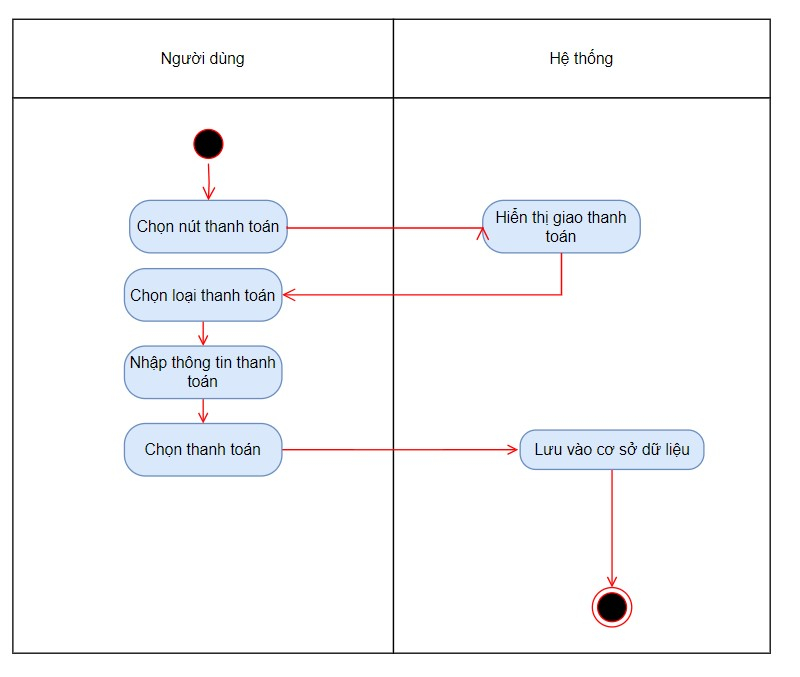 Người dùng
Hệ thống
Chọn nút thanh toán
Hiển thị giao thanh
toán
Chọn loại thanh toán
Nhập thông tin thanh
toán
Chọn thanh toán
Lưu vào cơ sở dữ liệu